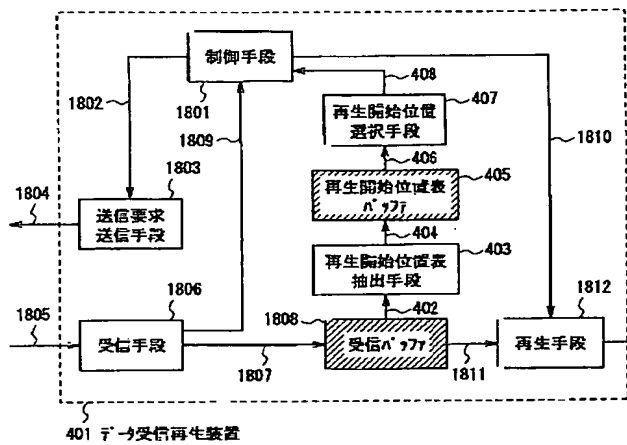 制御手段
408
1802
1801
407
1809
再生開始位置
選択手段
1810
1803
406
405
1804
再生開始位置表
バッファ
送信要求
送信手段
404
403
1806
再生開始位置表
抽出手段
1812
1805
1808
402
受信手段
受信バッファ
再生手段
1807
1811
401 データ受信再生装置